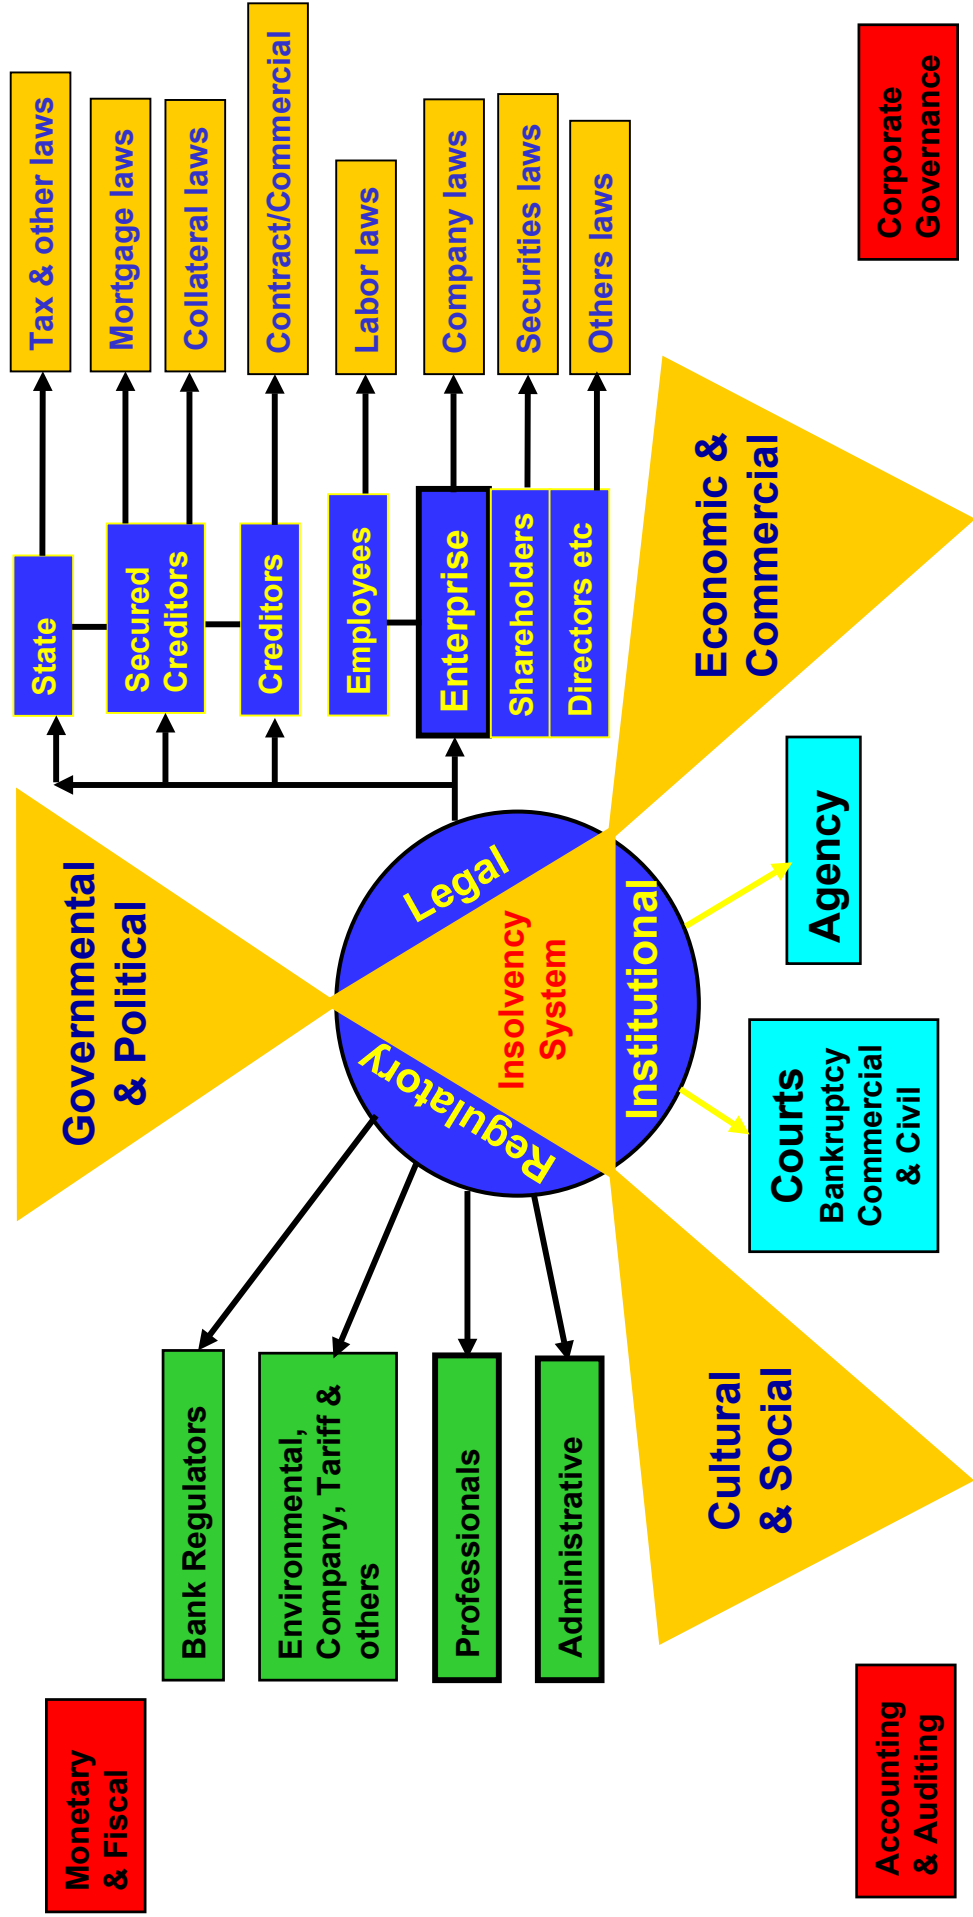 Monetary
& Fiscal
Governmental
& Political
State
Tax & other laws
Secured
Creditors
Mortgage laws
Collateral laws
Bank Regulators
Creditors
Contract/Commercial
Environmental,
Company, Tariff &
others
Employees
Labor laws
Regulatory
Legal
Enterprise
Company laws
Professionals
Insolvency
System
Shareholders
Securities laws
Administrative
Directors etc
Others laws
Institutional
Cultural
& Social
Economic &
Commercial
Courts
Bankruptcy
Commercial
& Civil
Agency
Accounting
& Auditing
Corporate
Governance